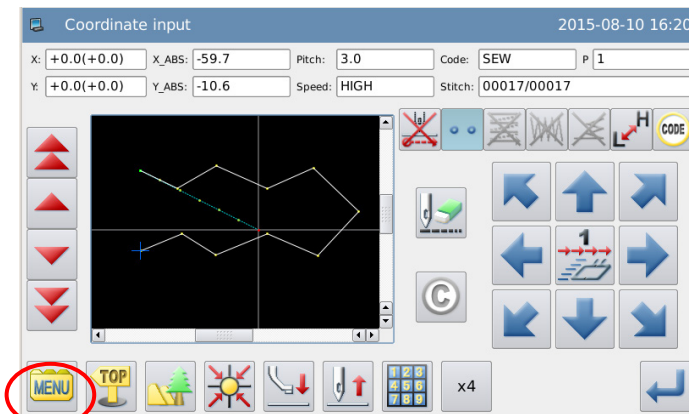 Coordinate input 2015-08-10 16:20
X: +0.0(+0.0) X_ABS: -59.7 Pitch: 3.0 Code: SEW P 1
Y: +0.0(+0.0) Y_ABS: -10.6 Speed: HIGH Stitch: 00017/00017
L H CODE
1
C
MENU TOP 1 2 3 4 5 6 7 8 9 x4